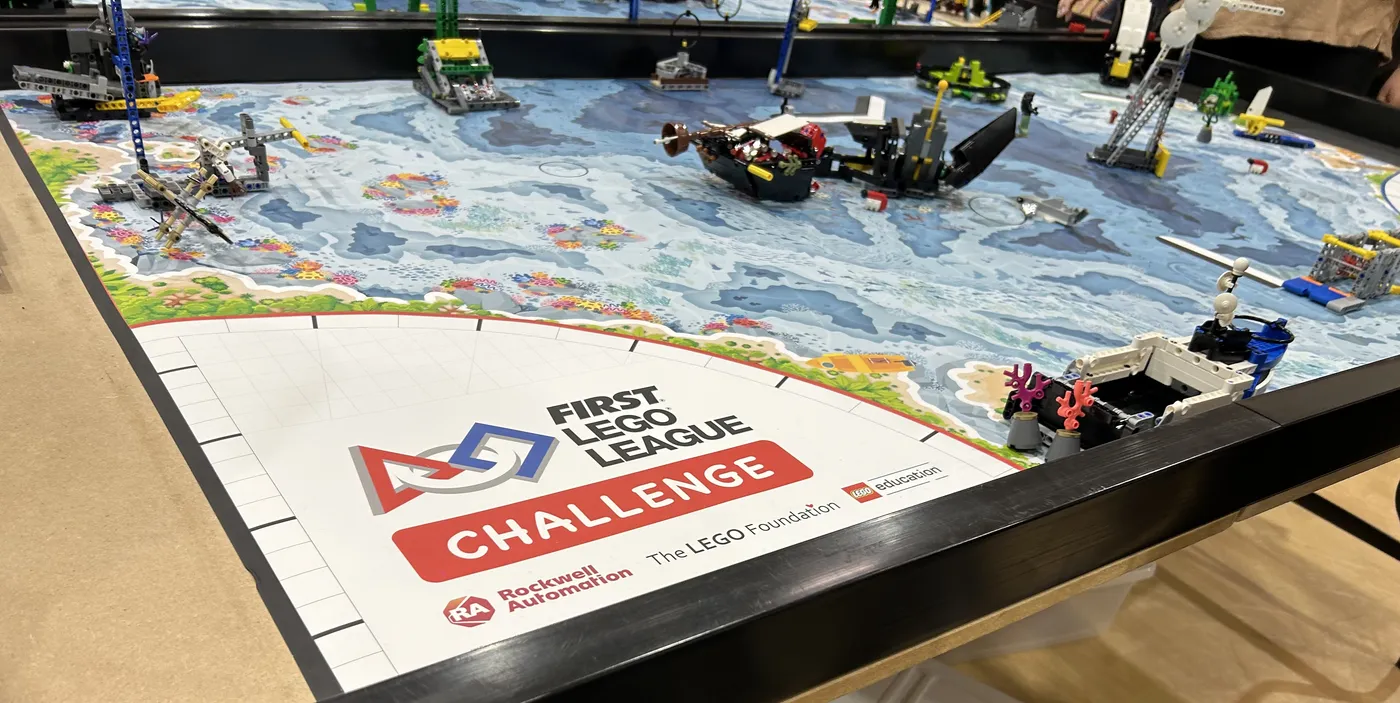 FIRST
LEGO
LEAGUE
CHALLENGE
RA Rockwell
Automation
The LEGO Foundation
LEGO education